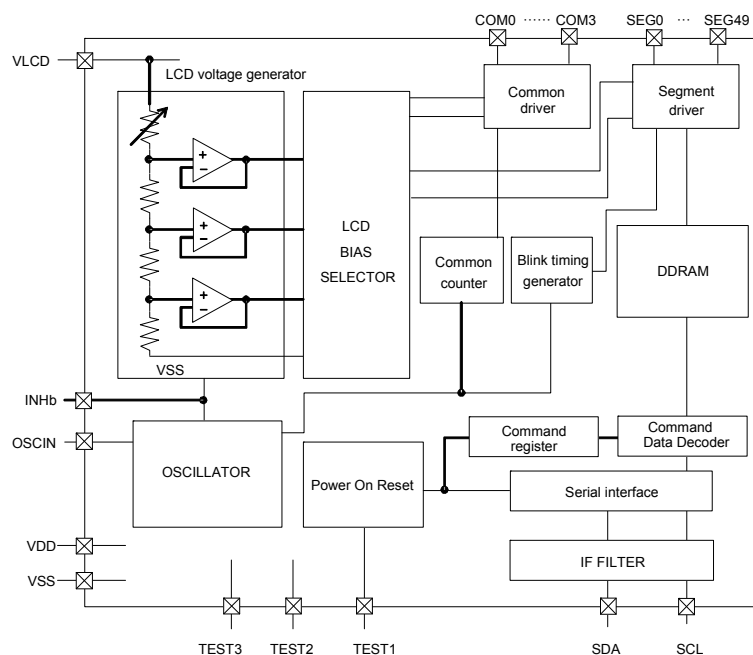 COM0 ······ COM3 SEG0 ··· SEG49
VLCD
LCD voltage generator
Common
driver
Segment
driver
+
−
+
−
+
−
LCD
BIAS
SELECTOR
Common
counter
Blink timing
generator
DDRAM
VSS
INHb
OSCIN
OSCILLATOR
Power On Reset
Command
register
Command
Data Decoder
Serial interface
IF FILTER
VDD
VSS
TEST3 TEST2 TEST1 SDA SCL